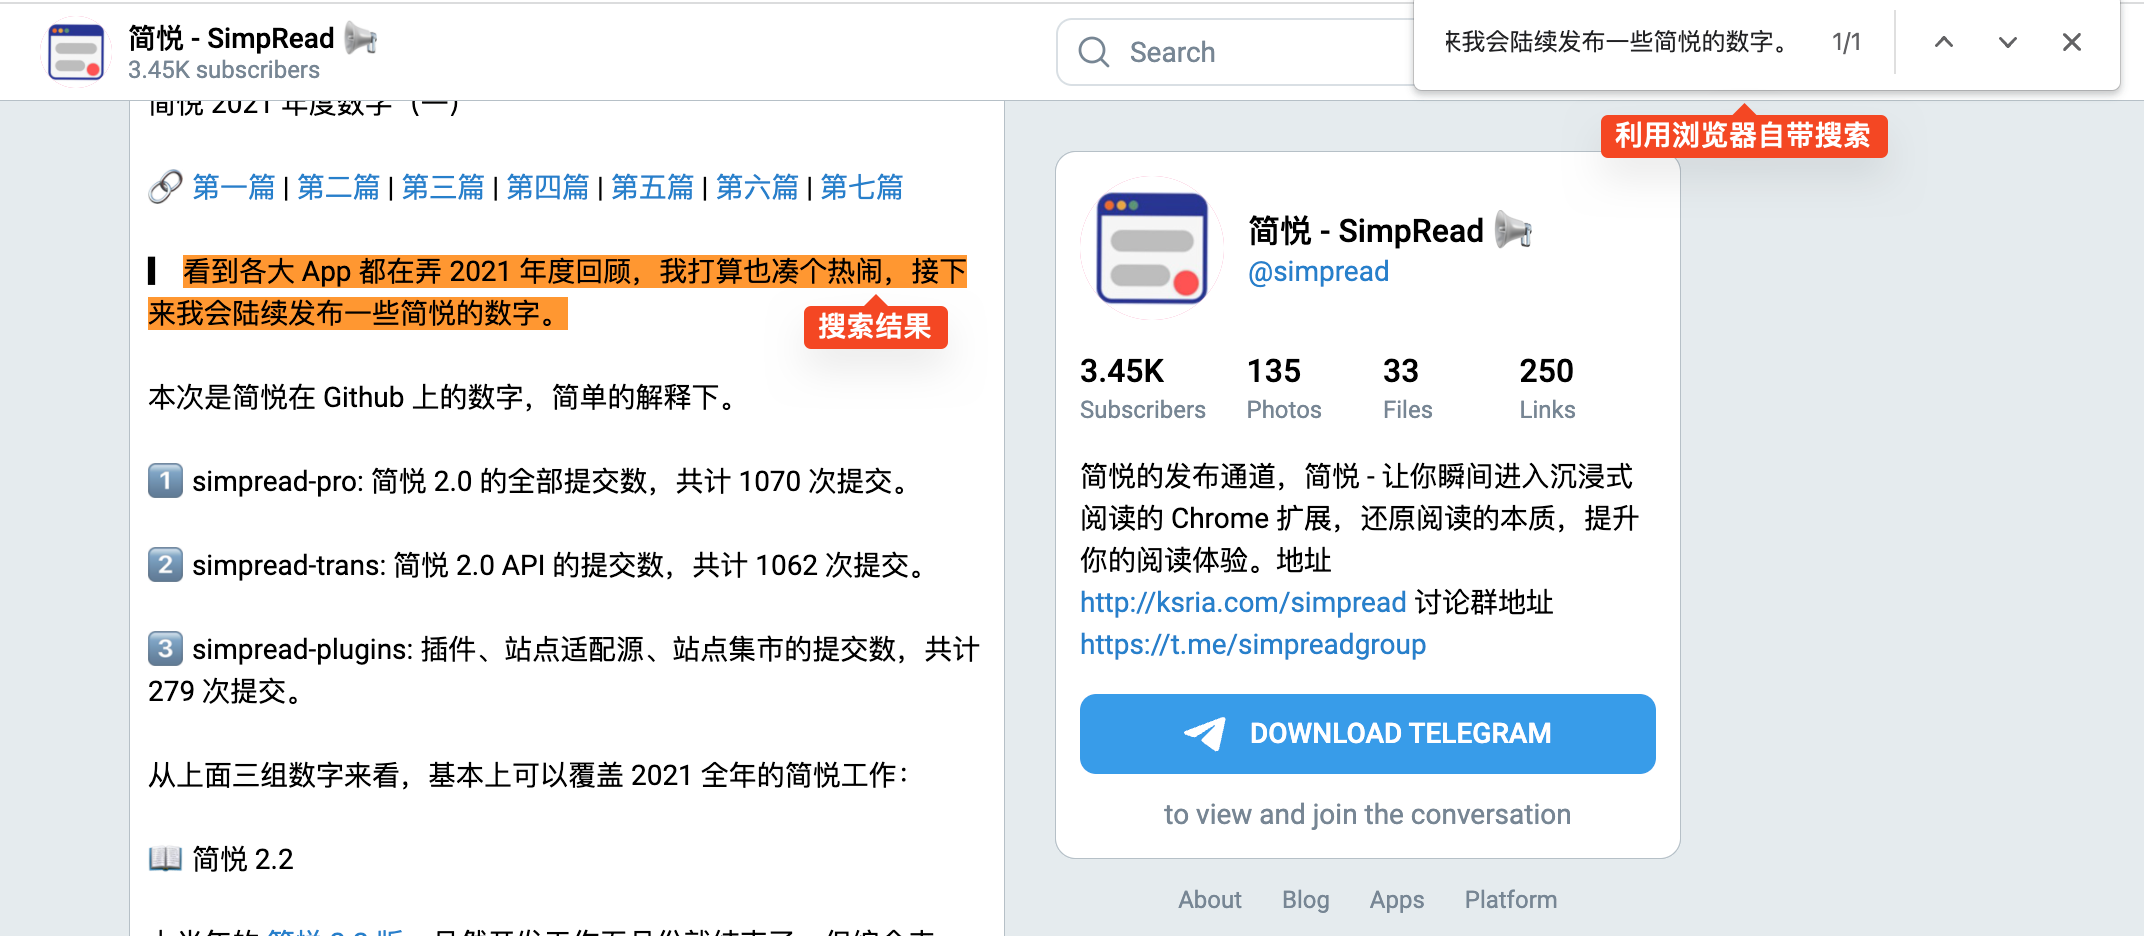 简悦 - SimpRead
3.45K subscribers
Search
来我会陆续发布一些简悦的数字。 1/1
利用浏览器自带搜索
简悦 2021 年度数字（一）
第一篇 | 第二篇 | 第三篇 | 第四篇 | 第五篇 | 第六篇 | 第七篇
看到各大 App 都在弄 2021 年度回顾，我打算也凑个热闹，接下
来我会陆续发布一些简悦的数字。
搜索结果
本次是简悦在 Github 上的数字，简单的解释下。
1 simpread-pro: 简悦 2.0 的全部提交数，共计 1070 次提交。
2 simpread-trans: 简悦 2.0 API 的提交数，共计 1062 次提交。
3 simpread-plugins: 插件、站点适配源、站点集市的提交数，共计
279 次提交。
从上面三组数字来看，基本上可以覆盖 2021 全年的简悦工作：
简悦 2.2
简悦 - SimpRead
@simpread
3.45K 135 33 250
Subscribers Photos Files Links
简悦的发布通道，简悦 - 让你瞬间进入沉浸式
阅读的 Chrome 扩展，还原阅读的本质，提升
你的阅读体验。地址
http://ksria.com/simpread 讨论群地址
https://t.me/simpreadgroup
DOWNLOAD TELEGRAM
to view and join the conversation
About Blog Apps Platform